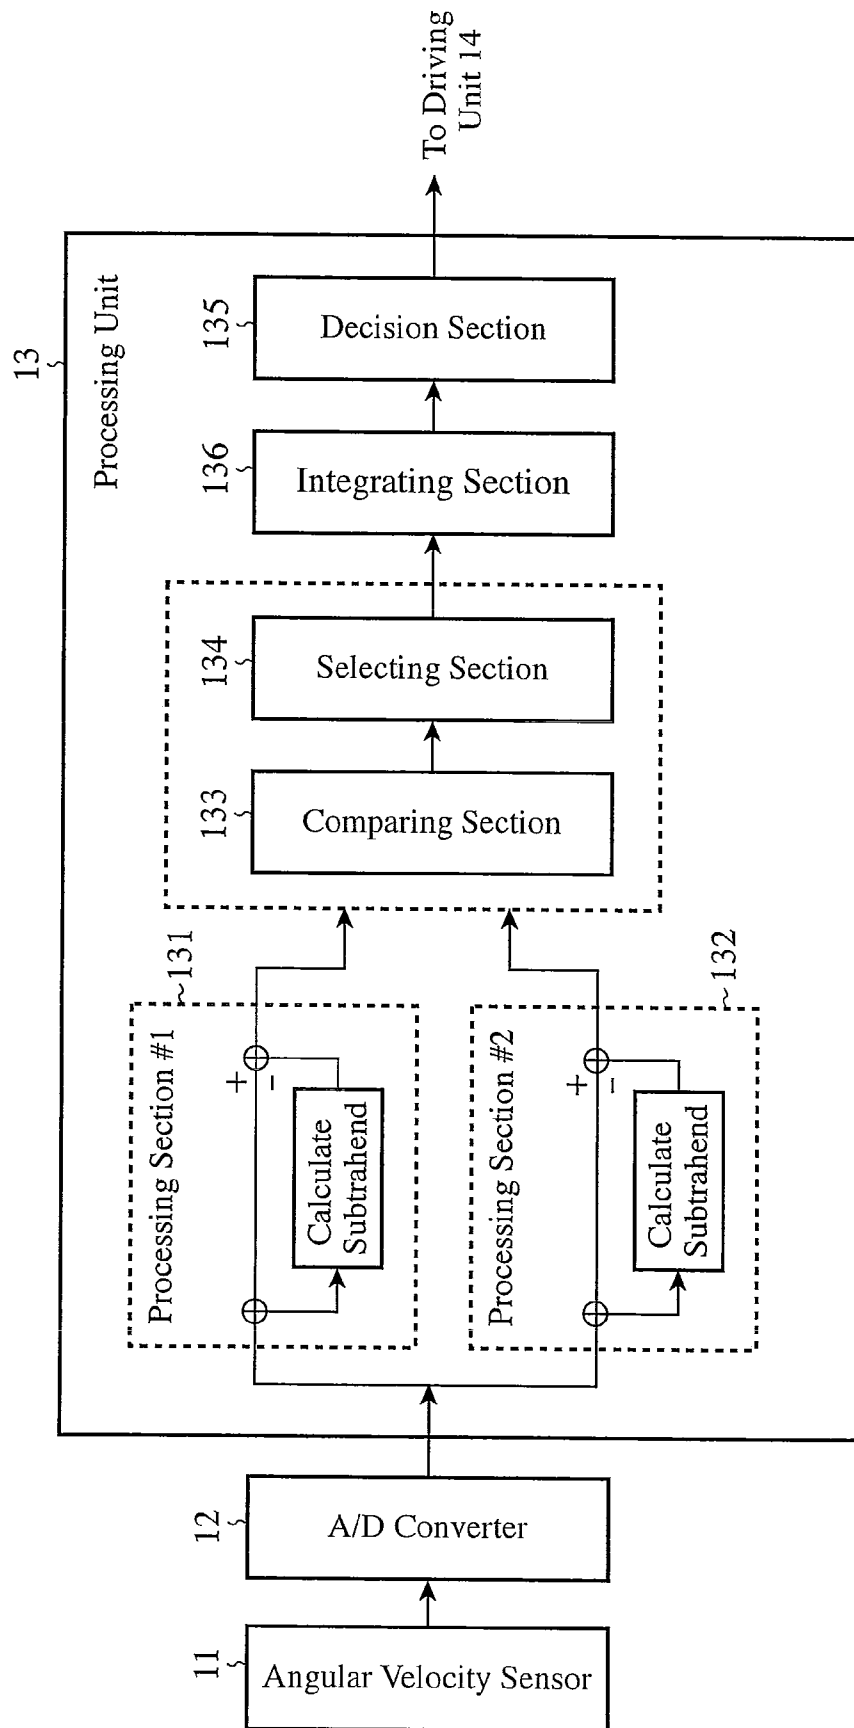 11
Angular Velocity Sensor
12
A/D Converter
13
Processing Unit
Processing Section #1
131
+
−
Calculate
Subtrahend
Processing Section #2
132
+
−
Calculate
Subtrahend
133
Comparing Section
134
Selecting Section
136
Integrating Section
135
Decision Section
To Driving
Unit 14